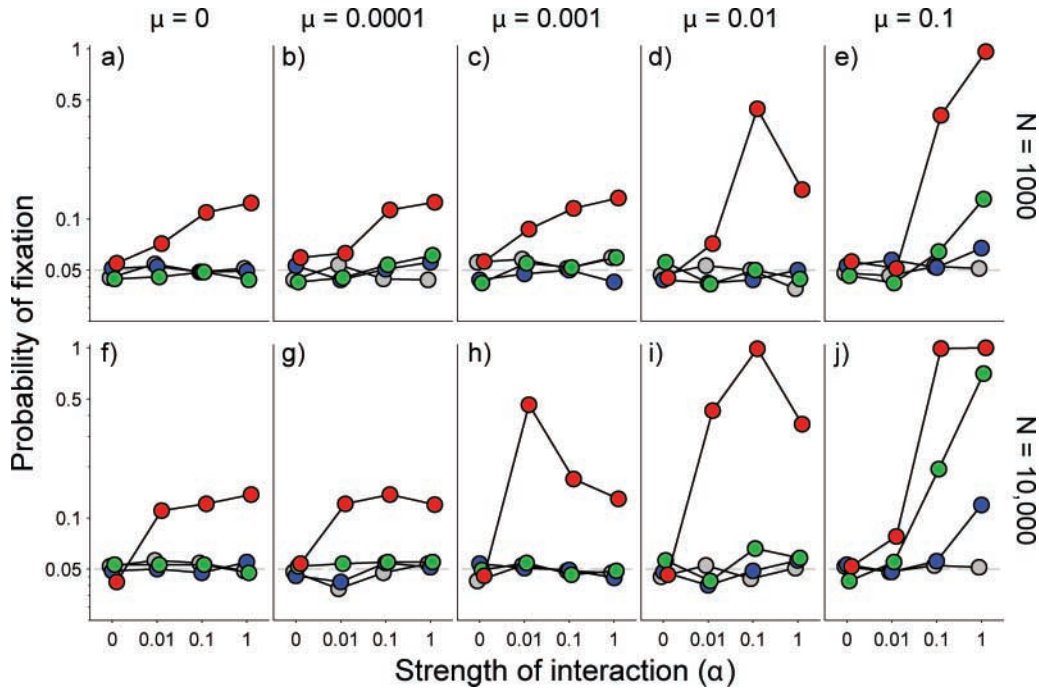 μ = 0 μ = 0.0001 μ = 0.001 μ = 0.01 μ = 0.1
a) b) c) d) e)
1
0.5
0.1
0.05
N = 1000
Probability of fixation
f) g) h) i) j)
1
0.5
0.1
0.05
N = 10,000
0 0.01 0.1 1 0 0.01 0.1 1 0 0.01 0.1 1 0 0.01 0.1 1 0 0.01 0.1 1
Strength of interaction (α)